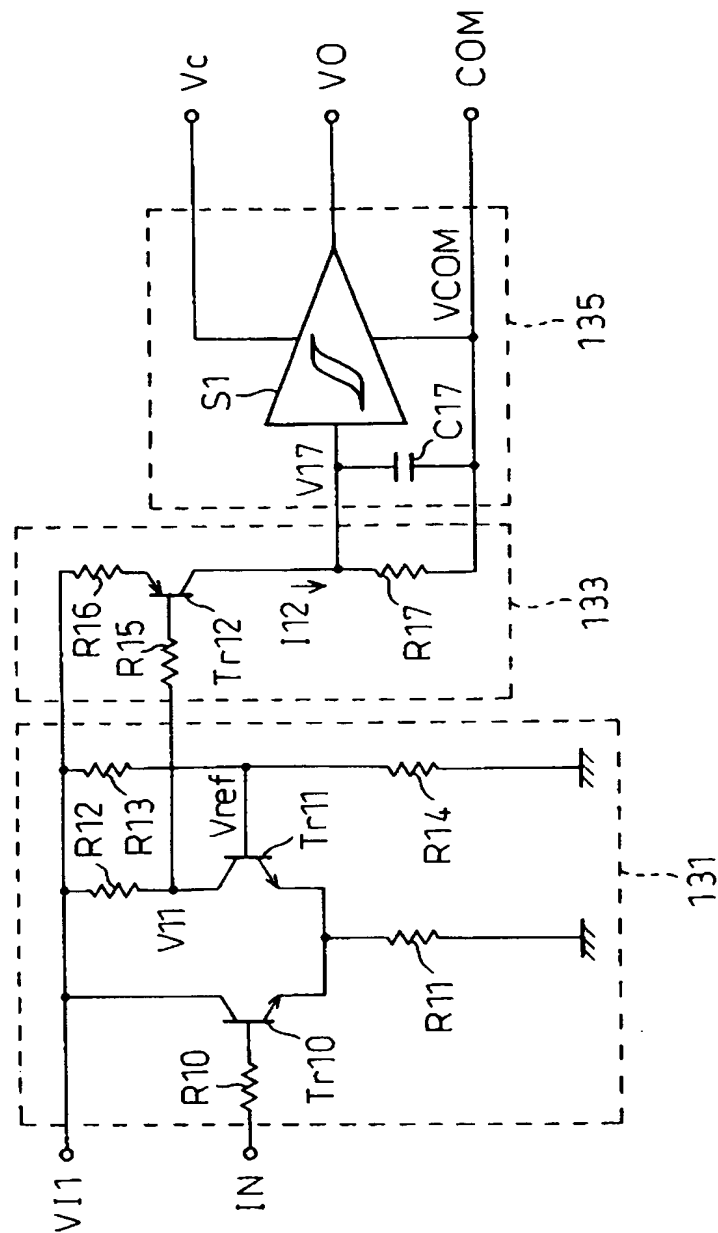 VI1
IN
R10
Tr10
R11
R12
R13
V11
Vref
Tr11
R14
131
R16
R15
Tr12
I12
R17
133
S1
V17
C17
VCOM
135
Vc
VO
COM